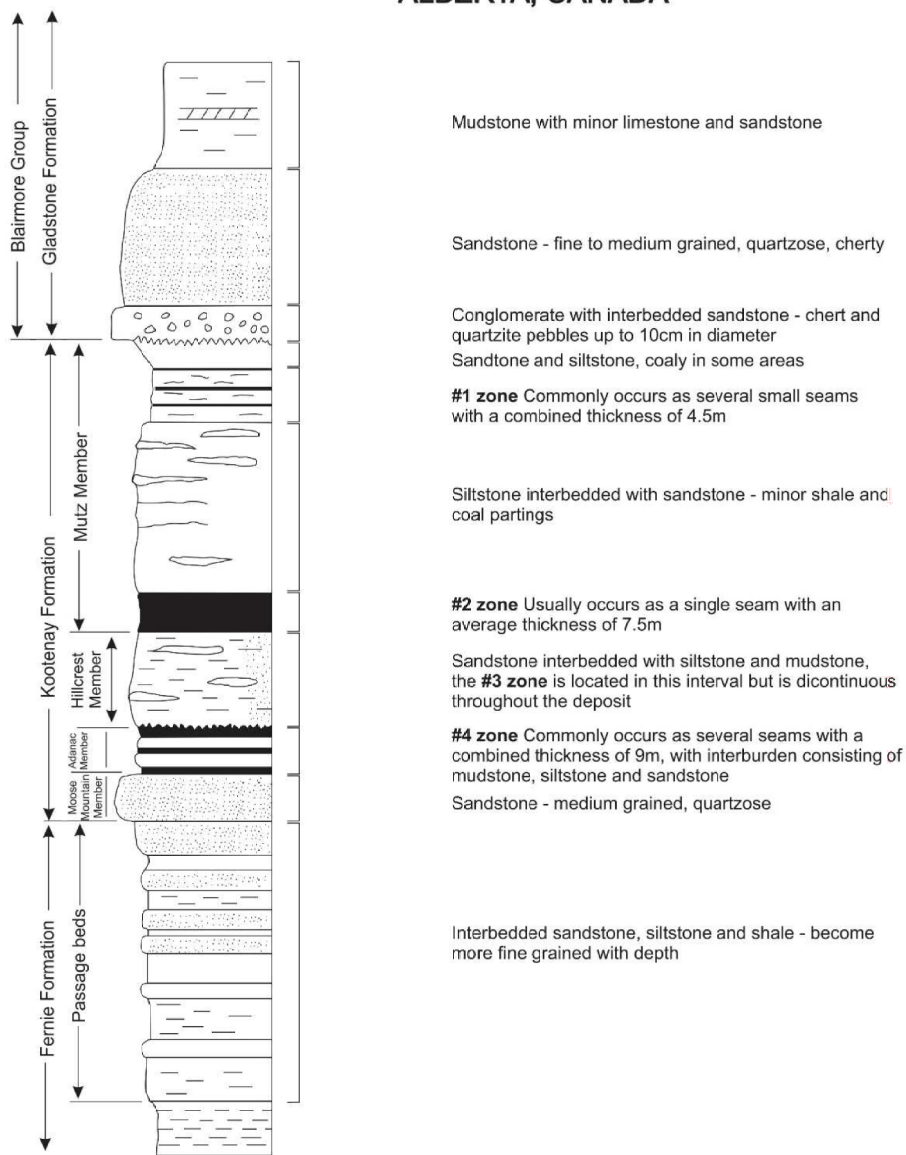 ALBERTA, CANADA
Blairmore Group
Gladstone Formation
Mudstone with minor limestone and sandstone
Sandstone - fine to medium grained, quartzose, cherty
Conglomerate with interbedded sandstone - chert and
quartzite pebbles up to 10cm in diameter
Kootenay Formation
Mutz Member
Sandtone and siltstone, coaly in some areas
#1 zone Commonly occurs as several small seams
with a combined thickness of 4.5m
Siltstone interbedded with sandstone - minor shale and
coal partings
#2 zone Usually occurs as a single seam with an
average thickness of 7.5m
Hillcrest
Member
Sandstone interbedded with siltstone and mudstone,
the #3 zone is located in this interval but is dicontinuous
throughout the deposit
Adanac
Member
#4 zone Commonly occurs as several seams with a
combined thickness of 9m, with interburden consisting of
mudstone, siltstone and sandstone
Moose
Mountain
Member
Sandstone - medium grained, quartzose
Fernie Formation
Passage beds
Interbedded sandstone, siltstone and shale - become
more fine grained with depth